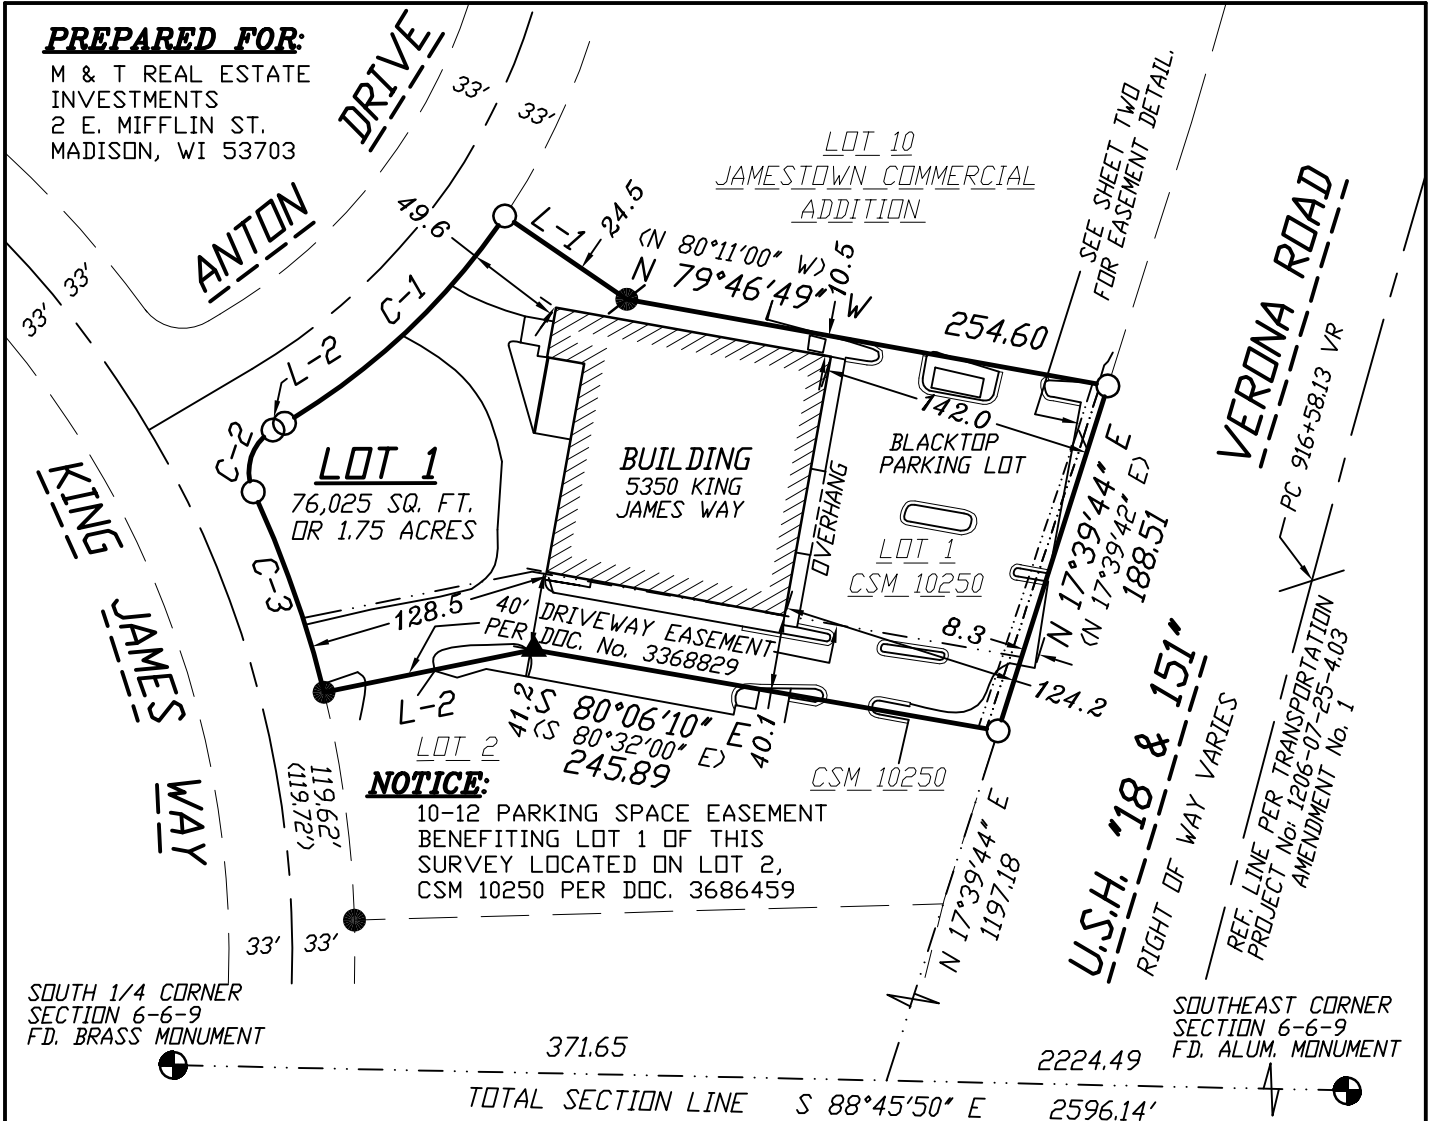 PREPARED FOR:
M & T REAL ESTATE
INVESTMENTS
2 E. MIFFLIN ST.
MADISON, WI 53703
ANTON DRIVE
33'
33'
33'
33'
LOT 10
JAMESTOWN COMMERCIAL
ADDITION
SEE SHEET TWO
FOR EASEMENT DETAIL.
VERONA ROAD
PC 916+58.13 VR
49.6
L-1
24.5
(N 80°11'00" W)
N 79°46'49" W
10.5
254.60
C-1
L-2
C-2
C-3
142.0
BLACKTOP
PARKING LOT
LOT 1
76,025 SQ. FT.
OR 1.75 ACRES
BUILDING
5350 KING
JAMES WAY
OVERHANG
LOT 1
CSM 10250
N 17°39'44" E
(N 17°39'42" E)
188.51
KING JAMES WAY
128.5
40' DRIVEWAY EASEMENT
PER DOC. No. 3368829
8.3
124.2
L-2
41.2
S 80°06'10" E
(S 80°32'00" E)
245.89
40.1
LOT 2
CSM 10250
119.62'
(119.72')
NOTICE:
10-12 PARKING SPACE EASEMENT
BENEFITING LOT 1 OF THIS
SURVEY LOCATED ON LOT 2,
CSM 10250 PER DOC. 3686459
N 17°39'44" E
1197.18
U.S.H. "18 & 151"
RIGHT OF WAY VARIES
REF. LINE PER TRANSPORTATION
PROJECT No: 1206-07-25-4.03
AMENDMENT No. 1
33'
33'
SOUTH 1/4 CORNER
SECTION 6-6-9
FD. BRASS MONUMENT
SOUTHEAST CORNER
SECTION 6-6-9
FD. ALUM. MONUMENT
371.65
2224.49
TOTAL SECTION LINE S 88°45'50" E 2596.14'